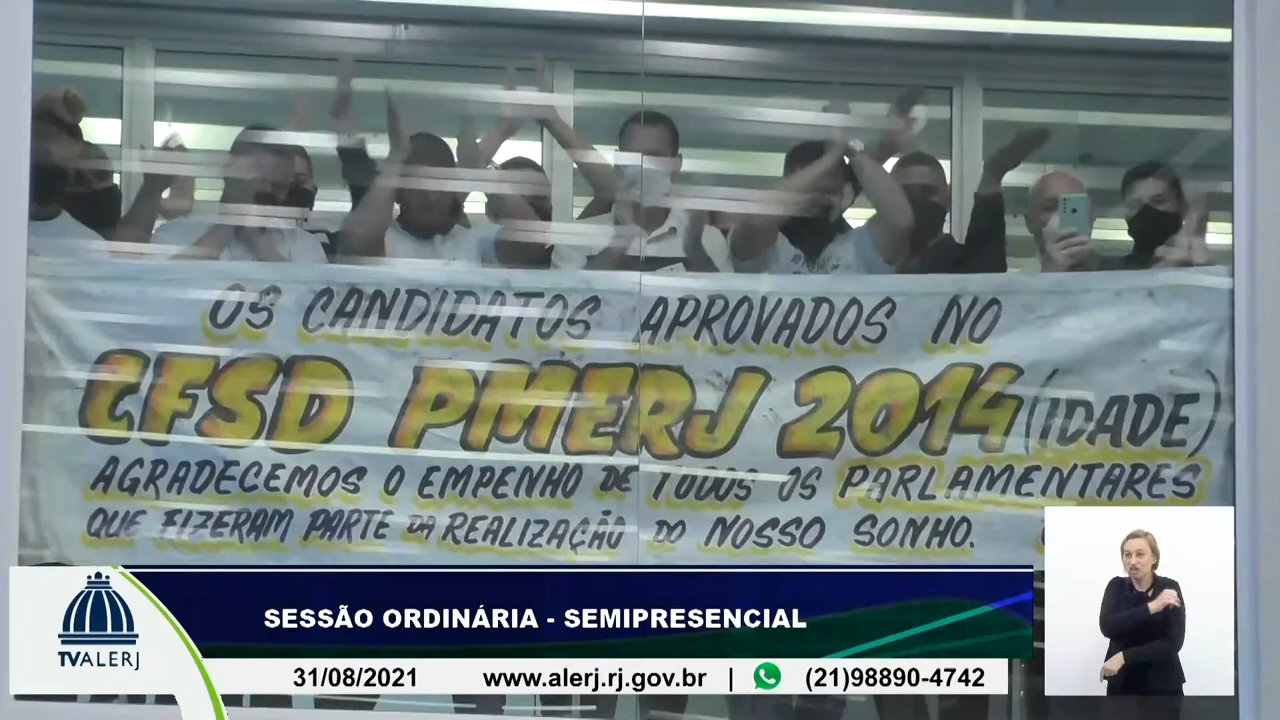 OS CANDIDATOS APROVADOS NO
CFSD PMERJ 2014 (IDADE)
AGRADECEMOS O EMPENHO DE TODOS OS PARLAMENTARES
QUE FIZERAM PARTE DA REALIZAÇÃO DO NOSSO SONHO.
SESSÃO ORDINÁRIA - SEMIPRESENCIAL
TVALERJ
31/08/2021 www.alerj.rj.gov.br | (21)98890-4742